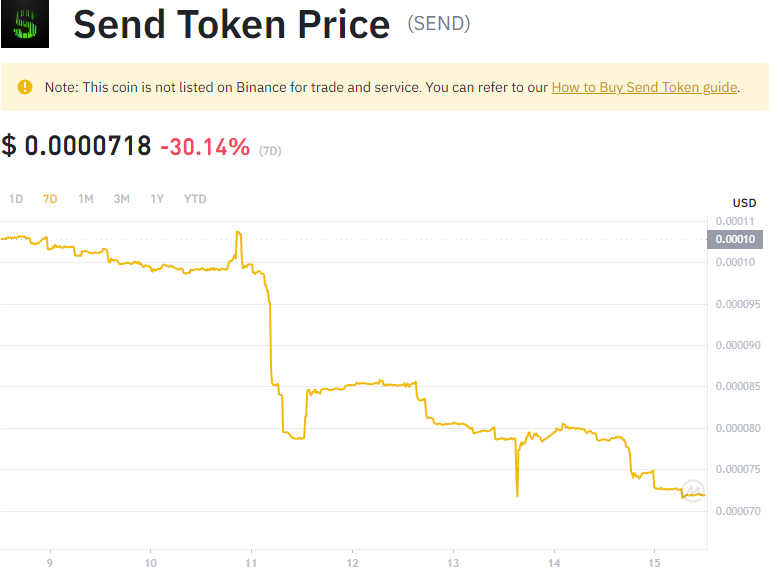 Send Token Price (SEND)
Note: This coin is not listed on Binance for trade and service. You can refer to our How to Buy Send Token guide.
$ 0.0000718 -30.14% (7D)
1D 7D 1M 3M 1Y YTD
USD
0.00011
0.00010
0.00010
0.000095
0.000090
0.000085
0.000080
0.000075
0.000070
9 10 11 12 13 14 15